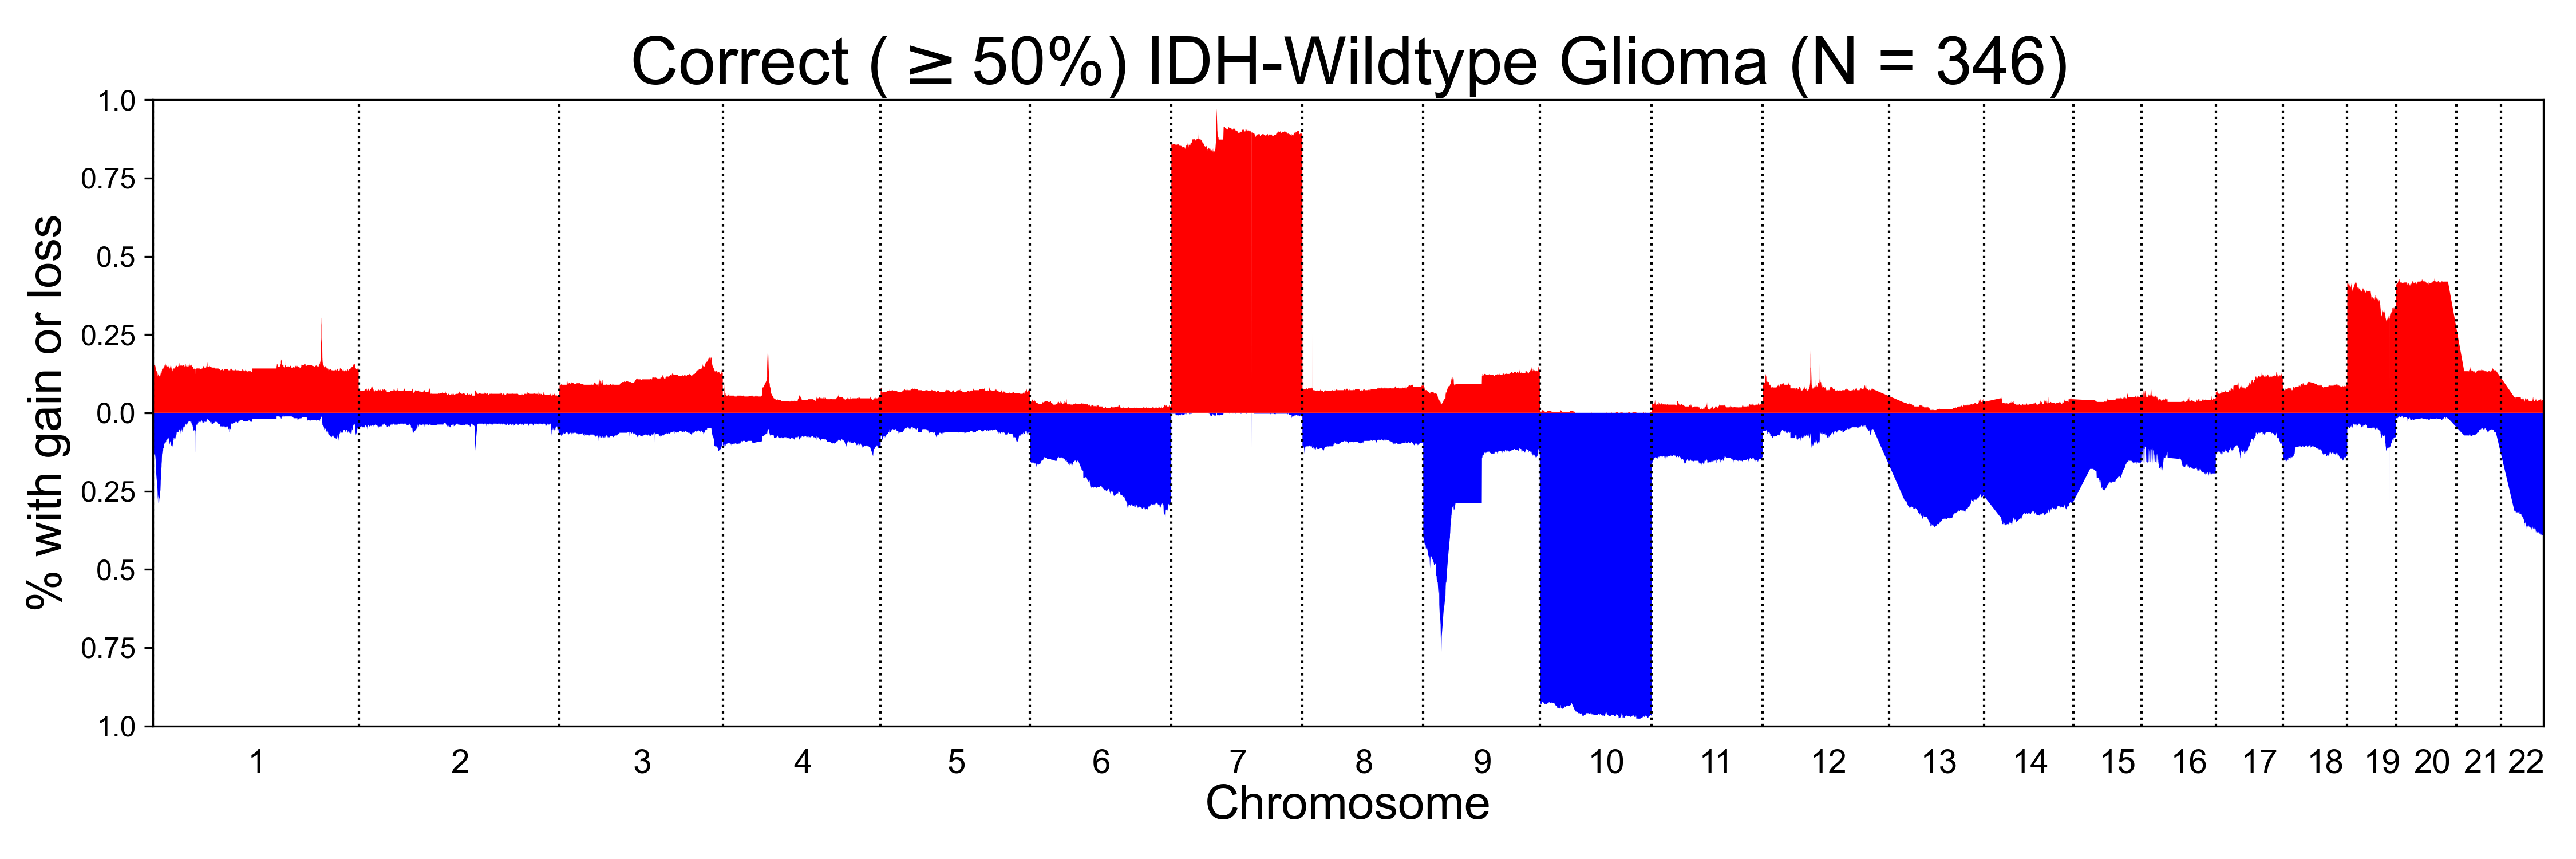 Correct ( ≥ 50%) IDH-Wildtype Glioma (N = 346)
% with gain or loss
1.0
0.75
0.5
0.25
0.0
0.25
0.5
0.75
1.0
1 2 3 4 5 6 7 8 9 10 11 12 13 14 15 16 17 18 19 20 21 22
Chromosome